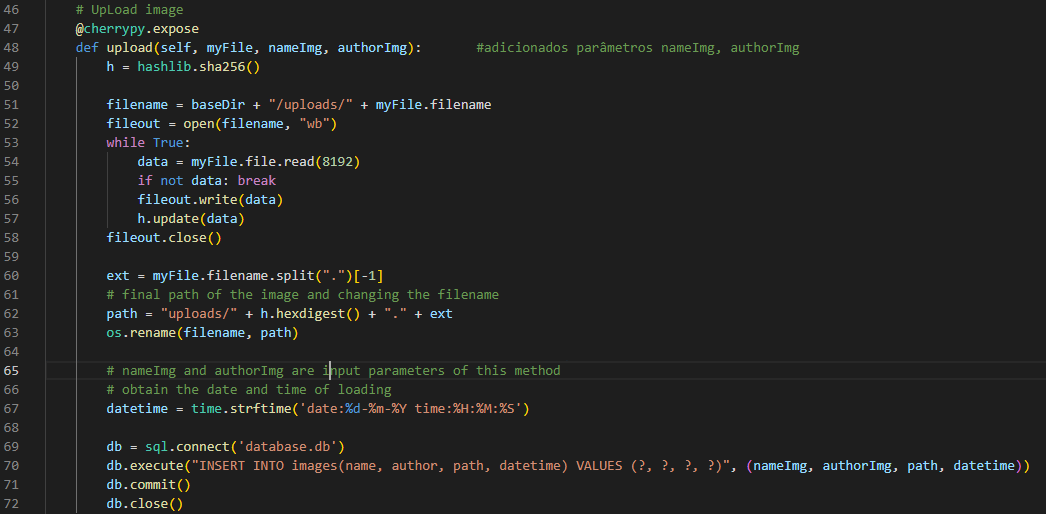 46 # UpLoad image
47 @cherrypy.expose
48 def upload(self, myFile, nameImg, authorImg): #adicionados parâmetros nameImg, authorImg
49 h = hashlib.sha256()
50
51 filename = baseDir + "/uploads/" + myFile.filename
52 fileout = open(filename, "wb")
53 while True:
54 data = myFile.file.read(8192)
55 if not data: break
56 fileout.write(data)
57 h.update(data)
58 fileout.close()
59
60 ext = myFile.filename.split(".")[-1]
61 # final path of the image and changing the filename
62 path = "uploads/" + h.hexdigest() + "." + ext
63 os.rename(filename, path)
64
65 # nameImg and authorImg are input parameters of this method
66 # obtain the date and time of loading
67 datetime = time.strftime('date:%d-%m-%Y time:%H:%M:%S')
68
69 db = sql.connect('database.db')
70 db.execute("INSERT INTO images(name, author, path, datetime) VALUES (?, ?, ?, ?)", (nameImg, authorImg, path, datetime))
71 db.commit()
72 db.close()